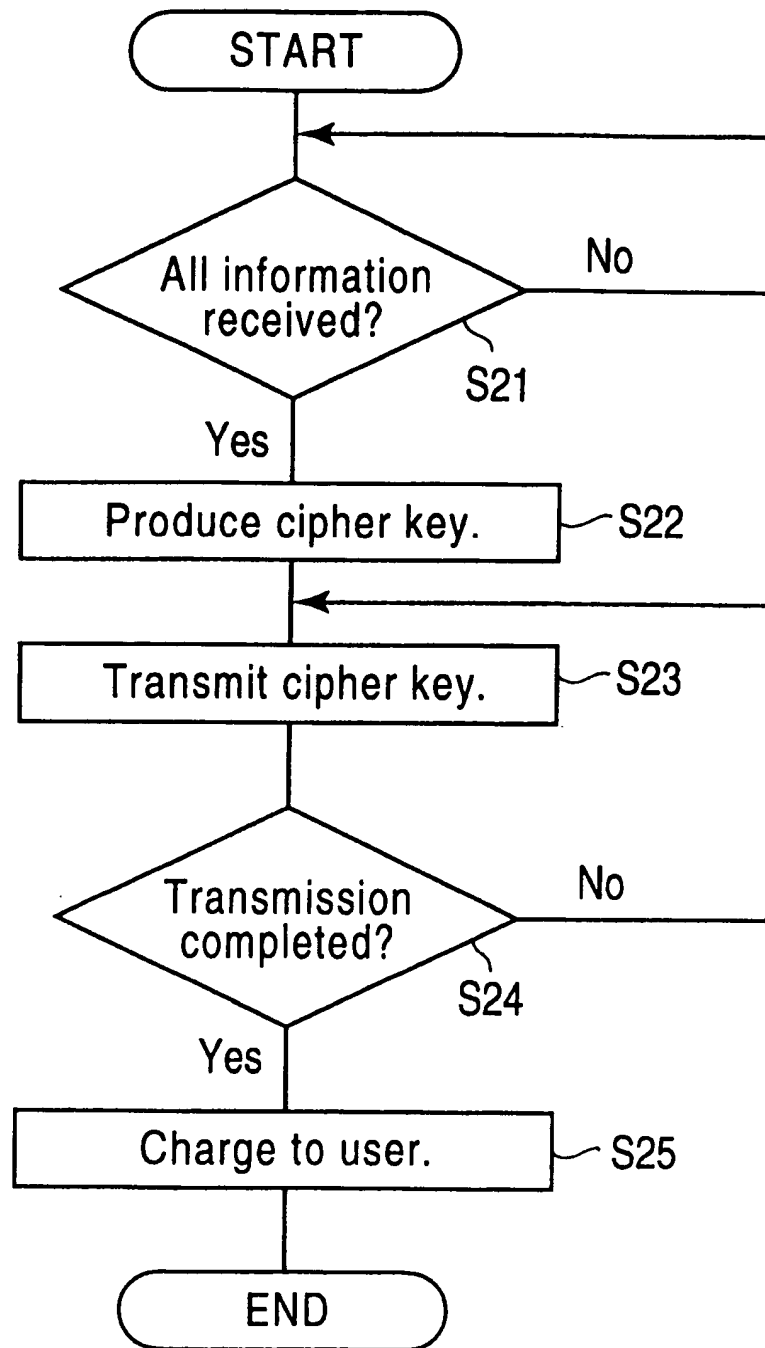 START
All information
received?
No
S21
Yes
Produce cipher key.
S22
Transmit cipher key.
S23
Transmission
completed?
No
S24
Yes
Charge to user.
S25
END